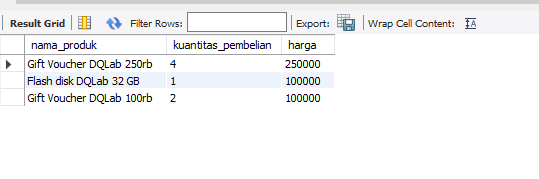 Result Grid Filter Rows: Export: Wrap Cell Content:
nama_produk kuantitas_pembelian harga
Gift Voucher DQLab 250rb 4 250000
Flash disk DQLab 32 GB 1 100000
Gift Voucher DQLab 100rb 2 100000